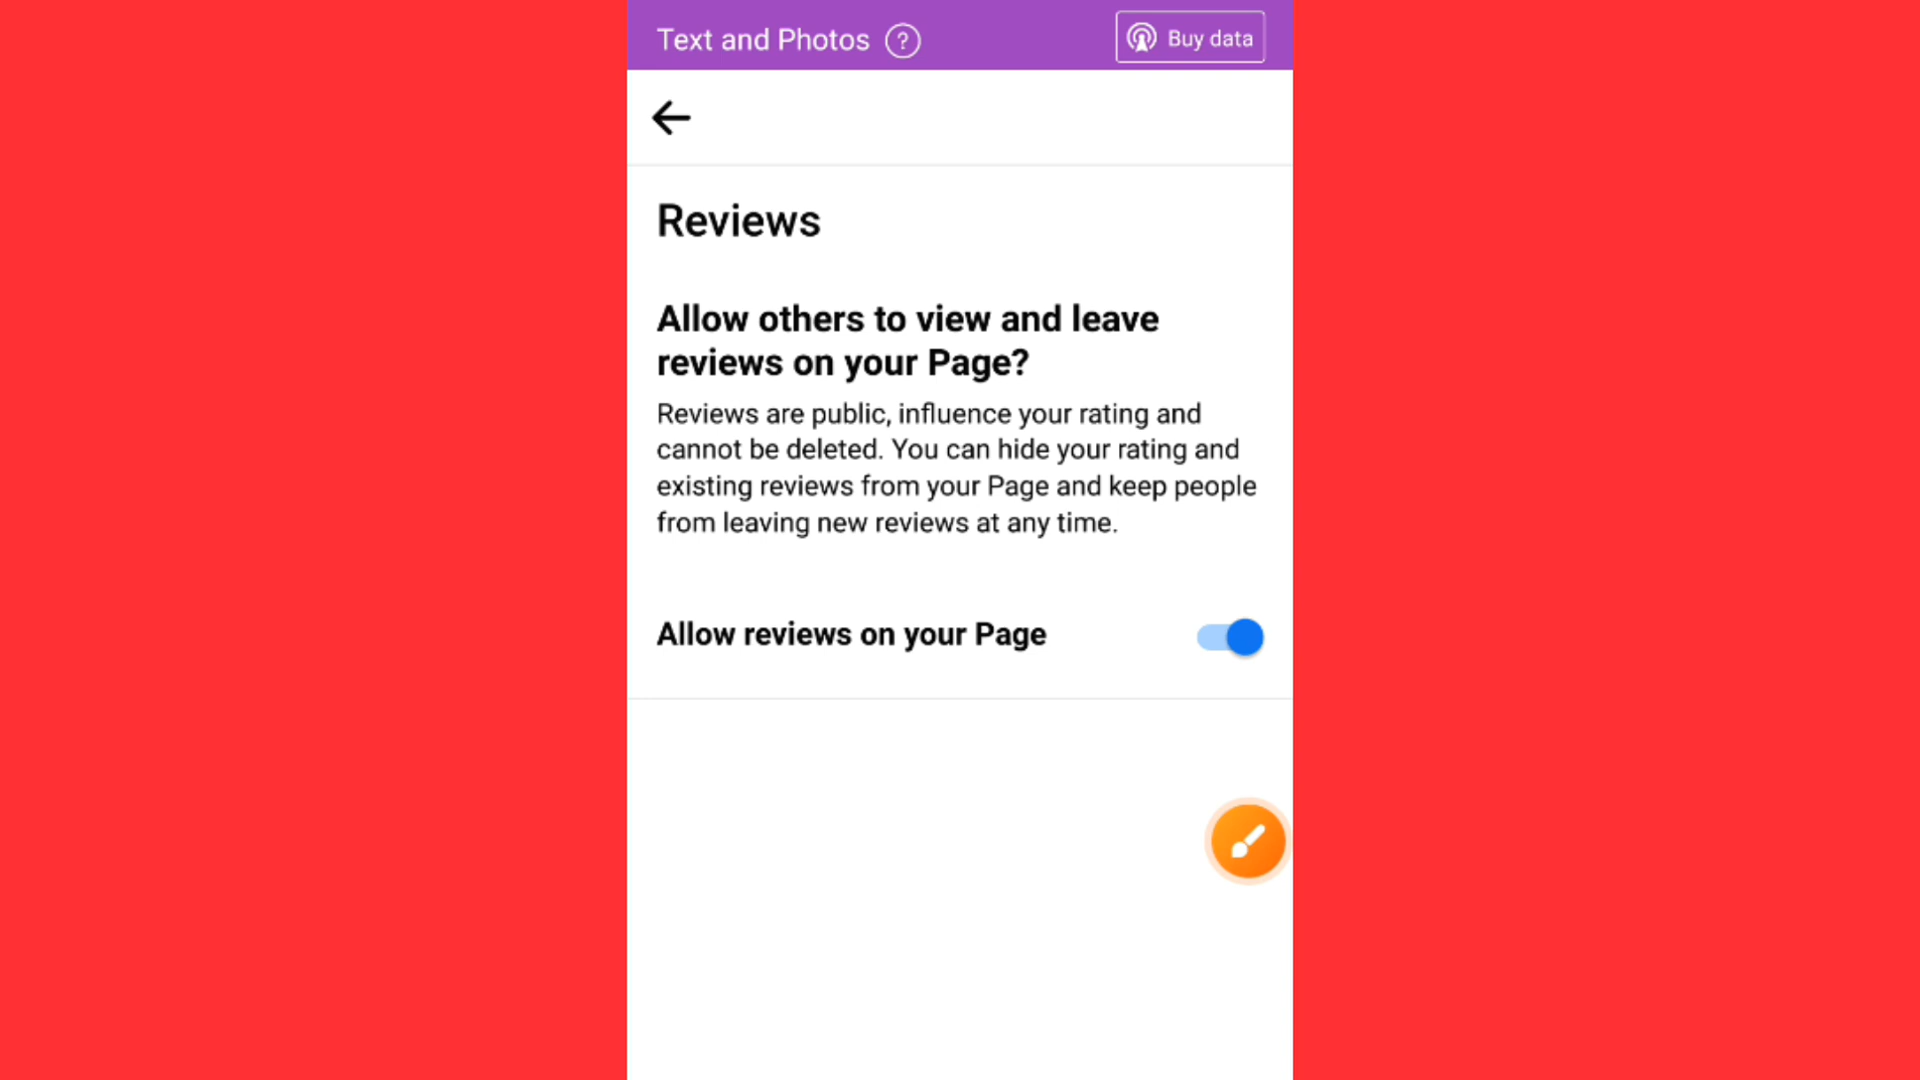 Text and Photos ?
Buy data
Reviews
Allow others to view and leave
reviews on your Page?
Reviews are public, influence your rating and
cannot be deleted. You can hide your rating and
existing reviews from your Page and keep people
from leaving new reviews at any time.
Allow reviews on your Page